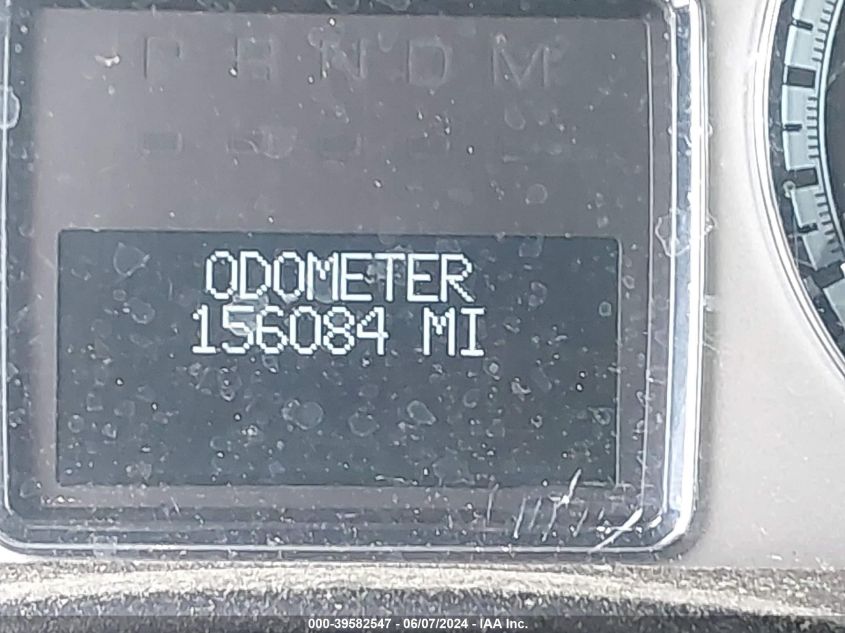 P R N D M
ODOMETER
156084 MI
000-39582547 - 06/07/2024 - IAA Inc.